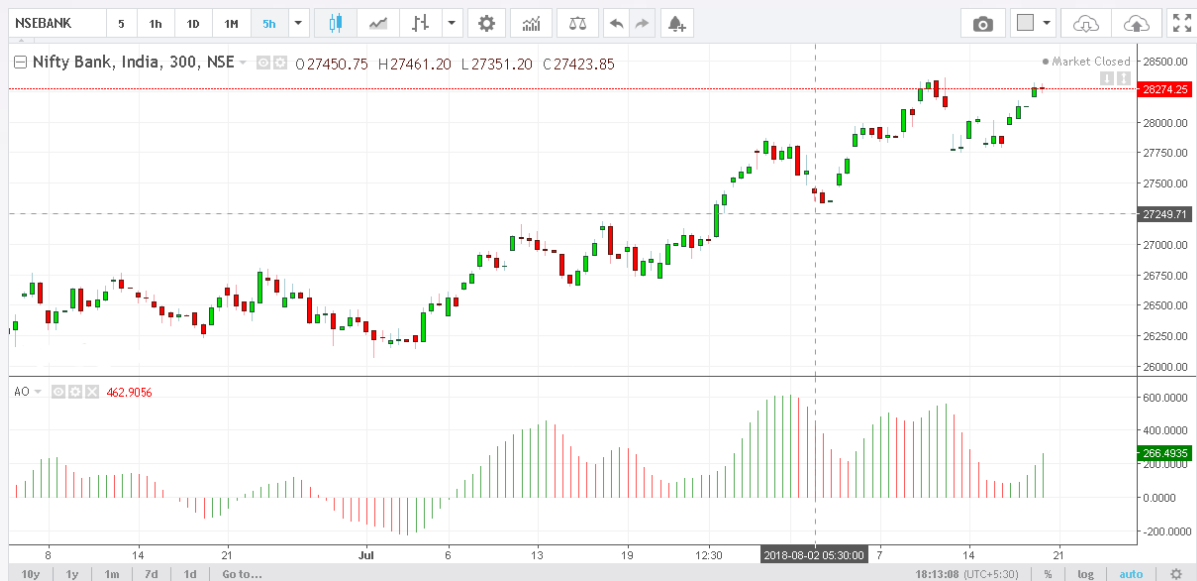 NSEBANK 5 1h 1D 1M 5h
Nifty Bank, India, 300, NSE O27450.75 H27461.20 L27351.20 C27423.85
Market Closed
28500.00
28274.25
28000.00
27750.00
27500.00
27249.71
27000.00
26750.00
26500.00
26250.00
26000.00
AO 462.9056
600.0000
400.0000
266.4935
200.0000
0.0000
-200.0000
8 14 21 Jul 6 13 19 12:30 2018-08-02 05:30:00 7 14 21
10y 1y 1m 7d 1d Go to... 18:13:08 (UTC+5:30) % log auto